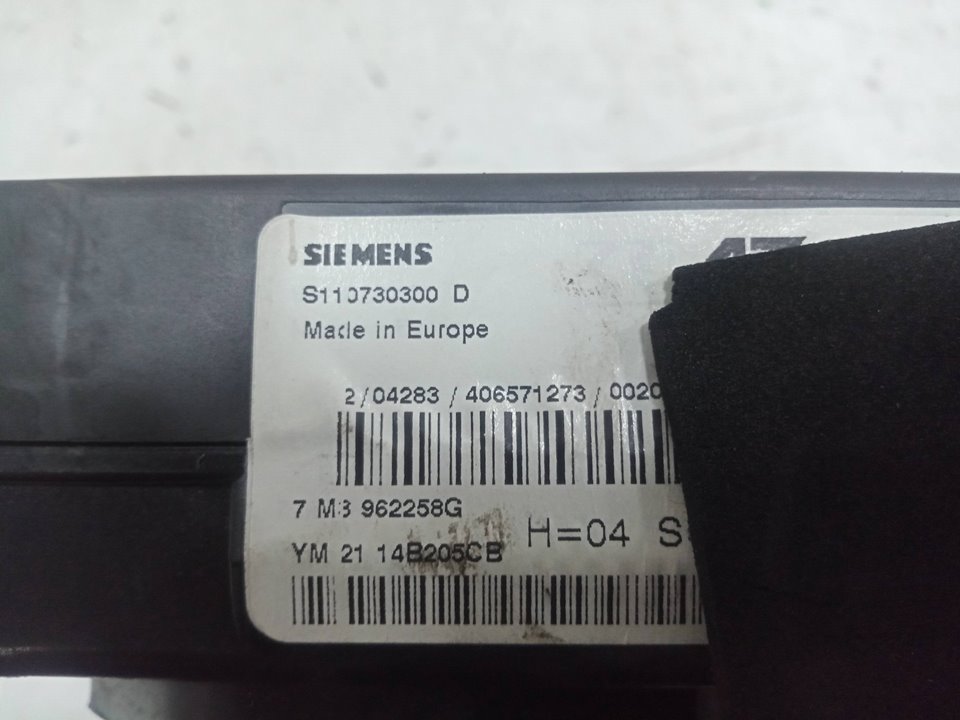 SIEMENS
S110730300 D
Made in Europe
2/04283 / 406571273 / 0020
7 M3 962258G
H=04 S
YM 21 14B205CB